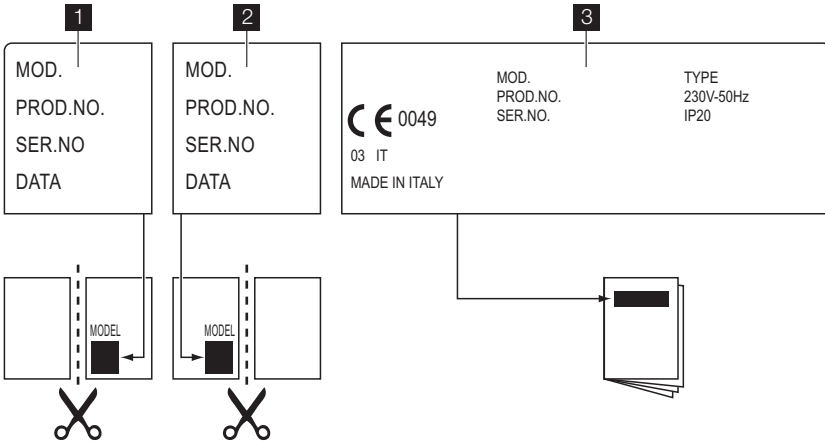 1
MOD.
PROD.NO.
SER.NO
DATA
2
MOD.
PROD.NO.
SER.NO
DATA
3
CE 0049
03 IT
MADE IN ITALY
MOD.
PROD.NO.
SER.NO.
TYPE
230V-50Hz
IP20
MODEL
MODEL